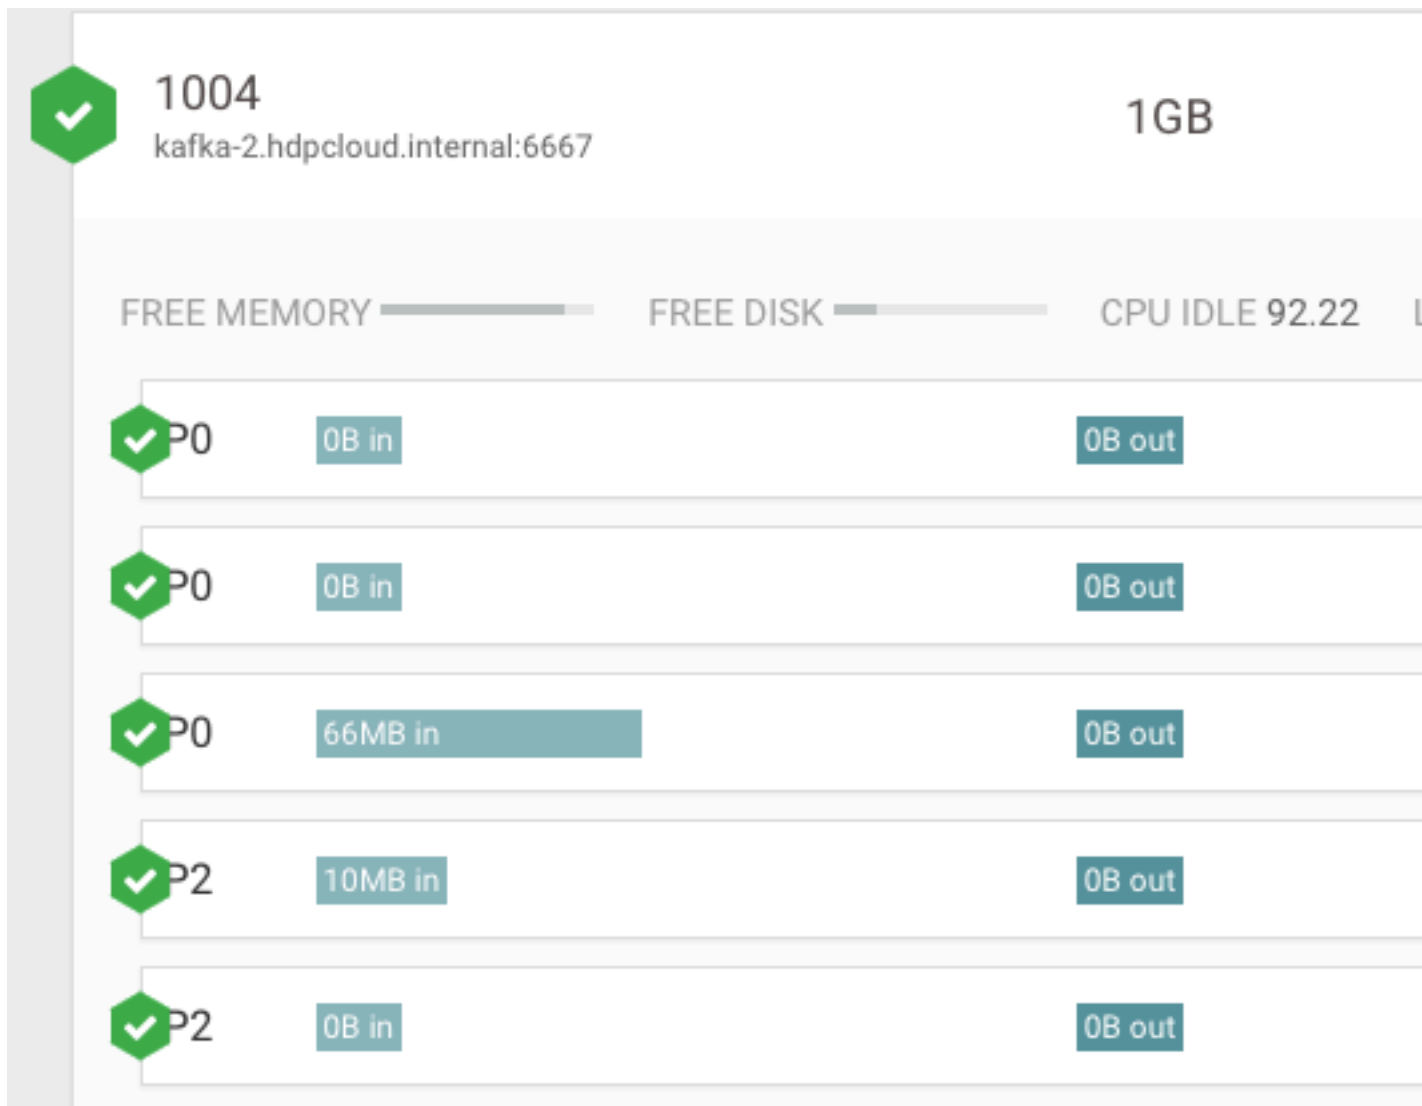 1004
1GB
kafka-2.hdpcloud.internal:6667
FREE MEMORY FREE DISK CPU IDLE 92.22
P0 0B in 0B out
P0 0B in 0B out
P0 66MB in 0B out
P2 10MB in 0B out
P2 0B in 0B out